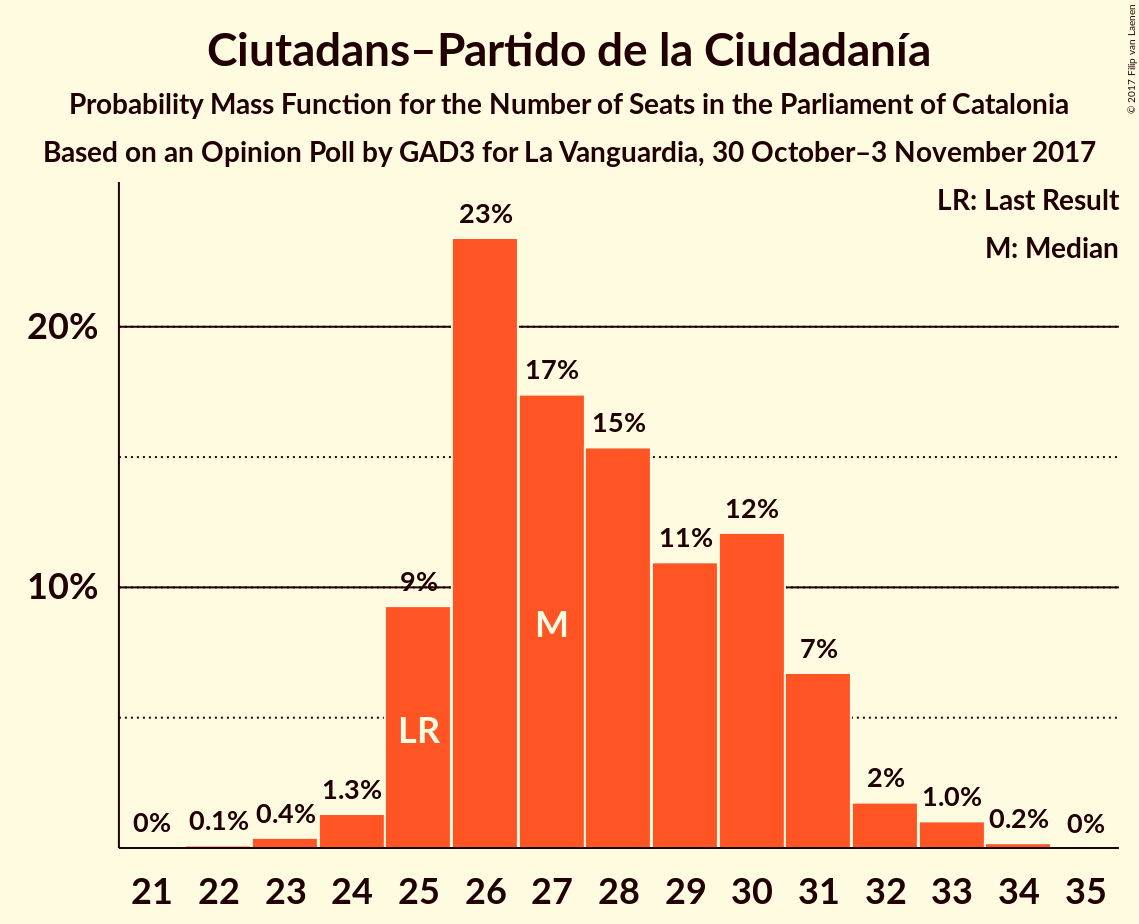 Ciutadans–Partido de la Ciudadanía
Probability Mass Function for the Number of Seats in the Parliament of Catalonia
Based on an Opinion Poll by GAD3 for La Vanguardia, 30 October–3 November 2017
© 2017 Filip van Laenen
LR: Last Result
M: Median
20%
10%
0%
0.1%
0.4%
1.3%
9%
23%
17%
15%
11%
12%
7%
2%
1.0%
0.2%
0%
LR
M
21 22 23 24 25 26 27 28 29 30 31 32 33 34 35